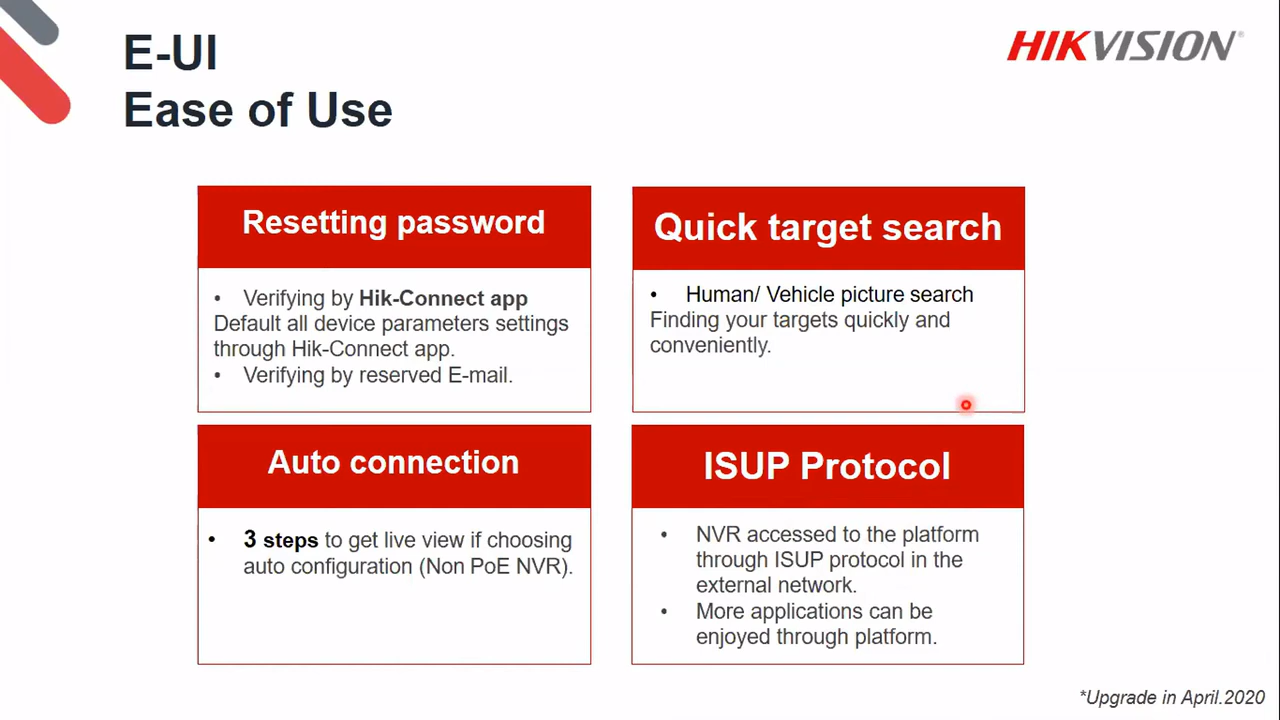 E-UI
Ease of Use
HIKVISION®
Resetting password
• Verifying by Hik-Connect app
Default all device parameters settings
through Hik-Connect app.
• Verifying by reserved E-mail.
Quick target search
• Human/ Vehicle picture search
Finding your targets quickly and
conveniently.
Auto connection
• 3 steps to get live view if choosing
auto configuration (Non PoE NVR).
ISUP Protocol
• NVR accessed to the platform
through ISUP protocol in the
external network.
• More applications can be
enjoyed through platform.
*Upgrade in April.2020